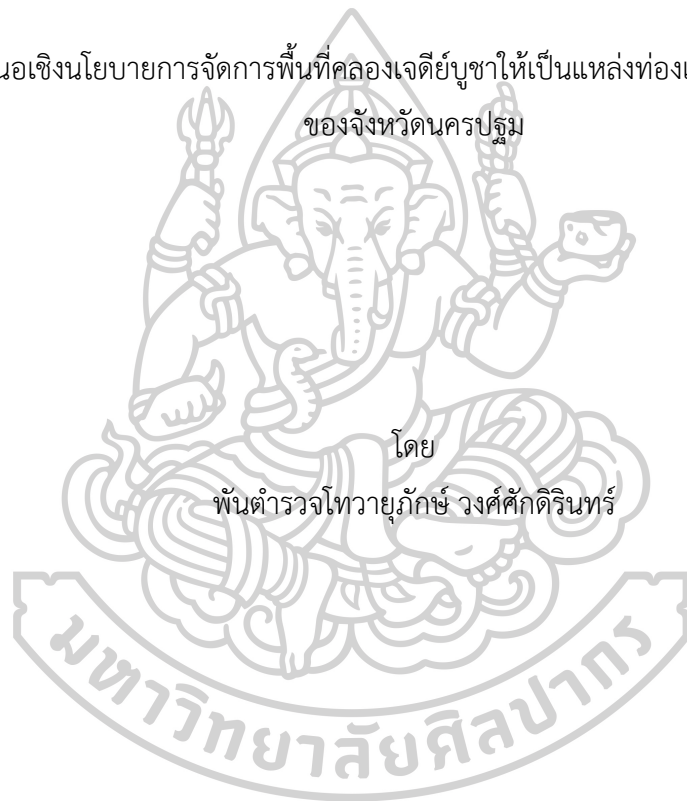 นอเชิงนโยบายการจัดการพื้นที่คลองเจดีย์บูชาให้เป็นแหล่งท่องเ
ของจังหวัดนครปฐม
โดย
พันตำรวจโทวายุภักษ์ วงศ์ศักดิรินทร์
มหาวิทยาลัยศิลปากร